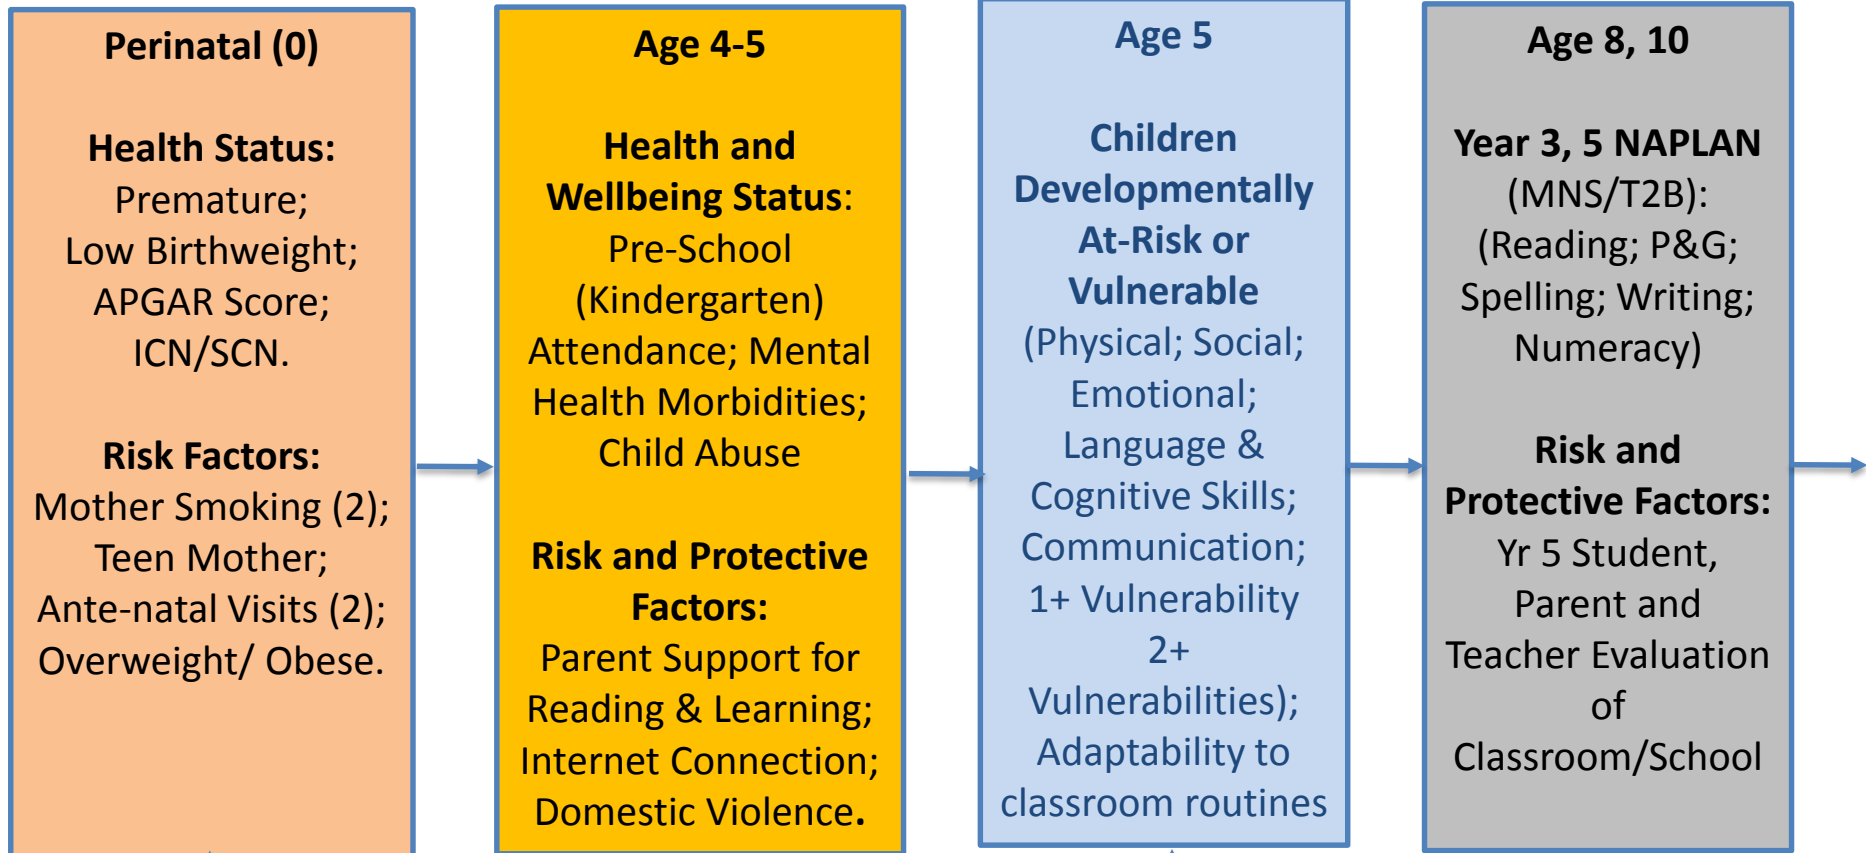 Perinatal (0)
Health Status:
Premature;
Low Birthweight;
APGAR Score;
ICN/SCN.
Risk Factors:
Mother Smoking (2);
Teen Mother;
Ante-natal Visits (2);
Overweight/ Obese.
Age 4-5
Health and
Wellbeing Status:
Pre-School
(Kindergarten)
Attendance; Mental
Health Morbidities;
Child Abuse
Risk and Protective
Factors:
Parent Support for
Reading & Learning;
Internet Connection;
Domestic Violence.
Age 5
Children
Developmentally
At-Risk or
Vulnerable
(Physical; Social;
Emotional;
Language &
Cognitive Skills;
Communication;
1+ Vulnerability
2+
Vulnerabilities);
Adaptability to
classroom routines
Age 8, 10
Year 3, 5 NAPLAN
(MNS/T2B):
(Reading; P&G;
Spelling; Writing;
Numeracy)
Risk and
Protective Factors:
Yr 5 Student,
Parent and
Teacher Evaluation
of
Classroom/School